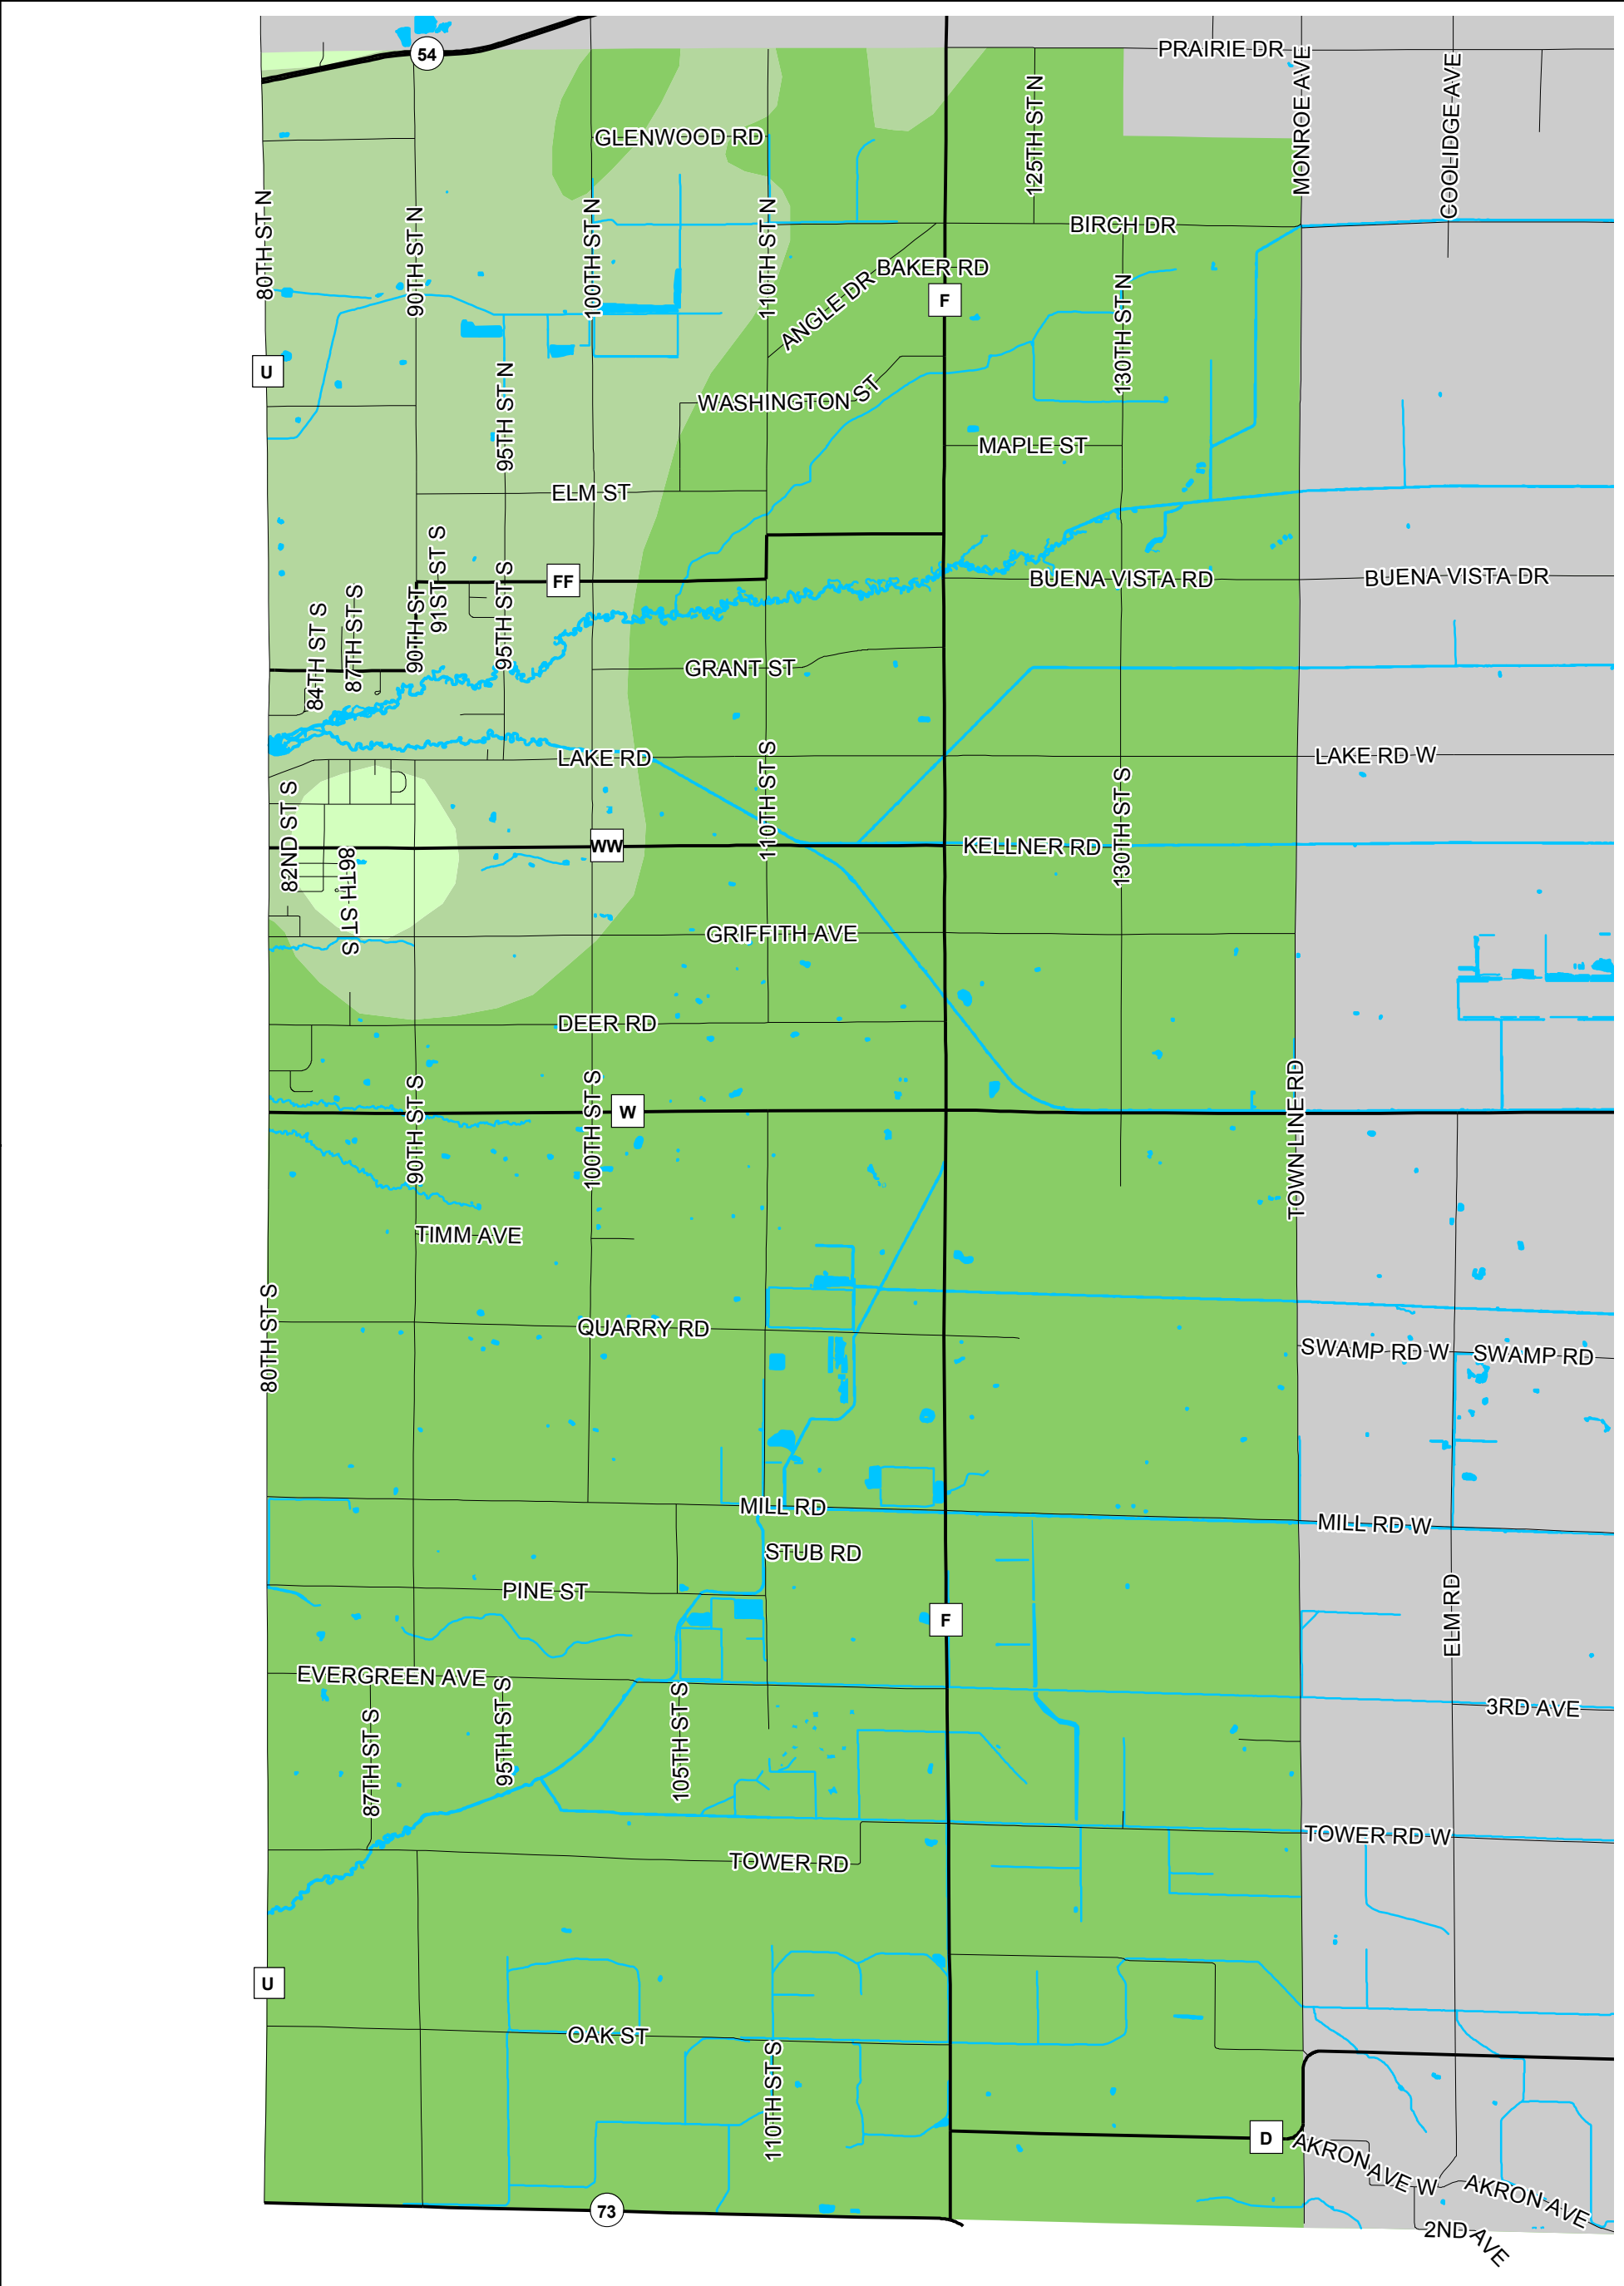 54
PRAIRIE DR
MONROE AVE
COOLIDGE AVE
125TH ST N
GLENWOOD RD
80TH ST N
90TH ST N
100TH ST N
110TH ST N
BIRCH DR
BAKER RD
F
ANGLE DR
130TH ST N
U
95TH ST N
WASHINGTON ST
MAPLE ST
ELM ST
91ST ST S
FF
BUENA VISTA RD
BUENA VISTA DR
84TH ST S
87TH ST S
90TH ST
95TH ST S
GRANT ST
LAKE RD
LAKE RD W
110TH ST S
130TH ST S
82ND ST S
86TH ST S
WW
KELLNER RD
GRIFFITH AVE
DEER RD
90TH ST S
100TH ST S
W
TOWN LINE RD
TIMM AVE
80TH ST S
QUARRY RD
SWAMP RD W
SWAMP RD
MILL RD
MILL RD W
STUB RD
PINE ST
F
ELM RD
EVERGREEN AVE
87TH ST S
95TH ST S
105TH ST S
3RD AVE
TOWER RD
TOWER RD W
U
OAK ST
110TH ST S
D
AKRON AVE W
AKRON AVE
73
2ND AVE